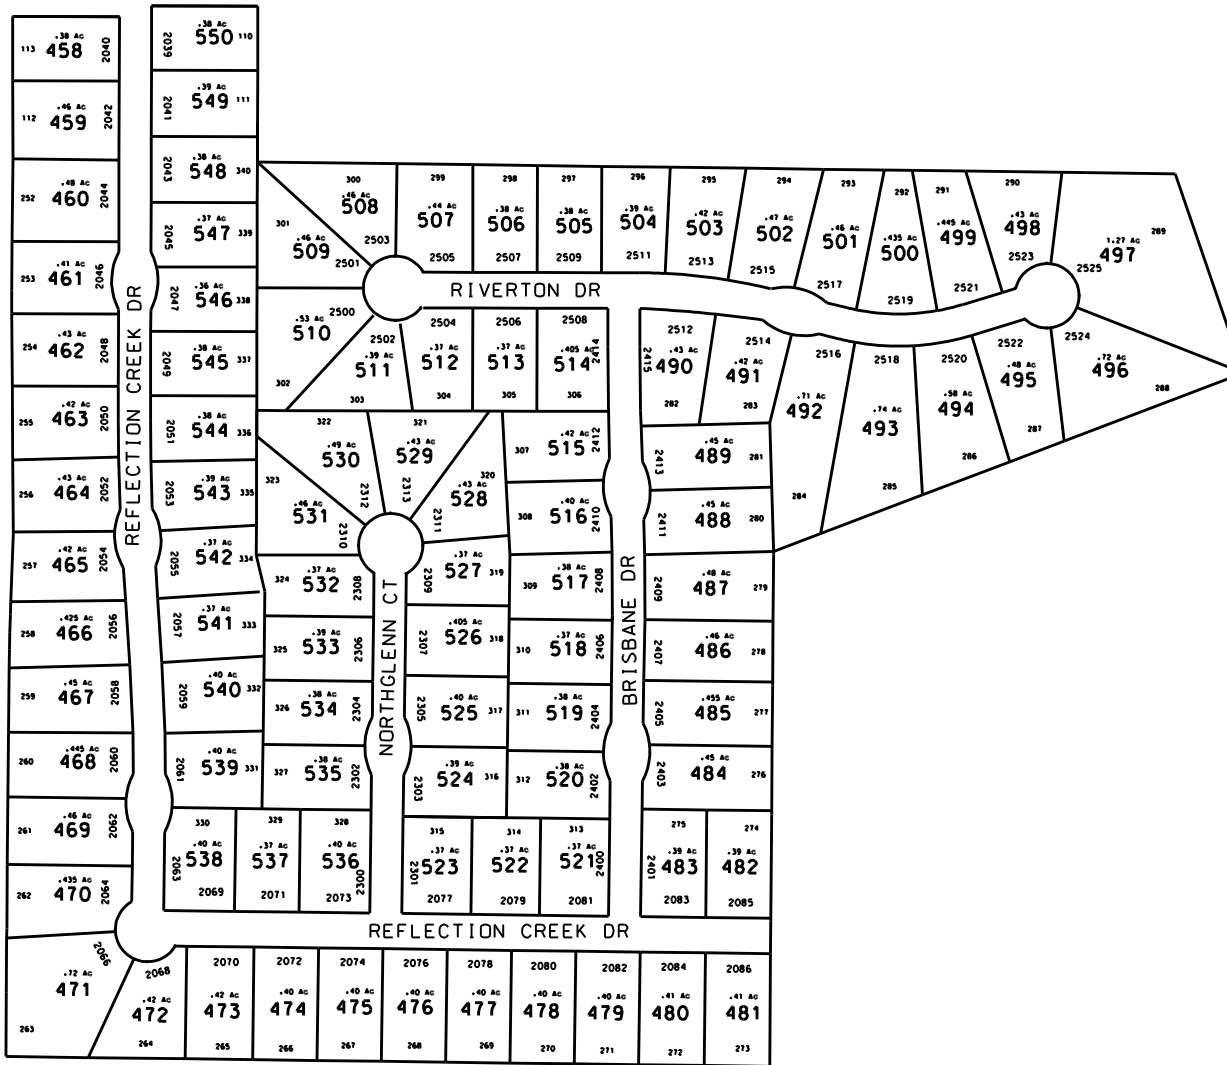 .38 Ac
113 458 2040
.46 Ac
112 459 2042
.48 Ac
252 460 2044
.41 Ac
253 461 2046
.43 Ac
254 462 2048
.42 Ac
255 463 2050
.43 Ac
256 464 2052
.42 Ac
257 465 2054
.425 Ac
258 466 2056
.45 Ac
259 467 2058
.445 Ac
260 468 2060
.46 Ac
261 469 2062
.435 Ac
262 470 2064
2066
.72 Ac
471
263
REFLECTION CREEK DR
.38 Ac
2039 550 110
.39 Ac
2041 549 111
.38 Ac
2043 548 340
.37 Ac
2045 547 339
.36 Ac
2047 546 338
.38 Ac
2049 545 337
.38 Ac
2051 544 336
.39 Ac
2053 543 335
.37 Ac
2055 542 334
.37 Ac
2057 541 333
.40 Ac
2059 540 332
.40 Ac
2061 539 331
330
.40 Ac
2063 538
2069
329
.37 Ac
537
2071
328
.40 Ac
536 2300
2073
301
.46 Ac
509
2501
300
.46 Ac
508
2503
299
.44 Ac
507
2505
298
.38 Ac
506
2507
297
.38 Ac
505
2509
296
.39 Ac
504
2511
295
.42 Ac
503
2513
294
.47 Ac
502
2515
293
.46 Ac
501
2517
292
.435 Ac
500
2519
291
.445 Ac
499
2521
290
.43 Ac
498
2523
289
1.27 Ac
497
2525
RIVERTON DR
.53 Ac 2500
510
302
2502
.39 Ac
511
303
2504
.37 Ac
512
304
2506
.37 Ac
513
305
2508
.405 Ac
514 2414
306
2512
.43 Ac
2415 490
282
2514
.42 Ac
491
283
2516
.71 Ac
492
284
2518
.74 Ac
493
285
2520
.58 Ac
494
286
2522
.48 Ac
495
287
2524
.72 Ac
496
288
322
.49 Ac
530
2312
321
.43 Ac
529
2313
320
.43 Ac
528
2311
323
.46 Ac
531
2310
.37 Ac
324 532 2308
.39 Ac
325 533 2306
.38 Ac
326 534 2304
.38 Ac
327 535 2302
NORTHGLENN CT
.37 Ac
2309 527 319
.405 Ac
2307 526 318
.40 Ac
2305 525 317
.39 Ac
2303 524 316
315
.37 Ac
2301 523
2077
314
.37 Ac
522
2079
313
.37 Ac
521 2400
2081
.42 Ac
307 515 2412
.40 Ac
308 516 2410
.38 Ac
309 517 2408
.37 Ac
310 518 2406
.38 Ac
311 519 2404
.38 Ac
312 520 2402
BRISBANE DR
.45 Ac
2413 489 281
.45 Ac
2411 488 280
.48 Ac
2409 487 279
.46 Ac
2407 486 278
.455 Ac
2405 485 277
.45 Ac
2403 484 276
275
.39 Ac
2401 483
2083
274
.39 Ac
482
2085
REFLECTION CREEK DR
2068
.42 Ac
472
264
2070
.42 Ac
473
265
2072
.40 Ac
474
266
2074
.40 Ac
475
267
2076
.40 Ac
476
268
2078
.40 Ac
477
269
2080
.40 Ac
478
270
2082
.40 Ac
479
271
2084
.41 Ac
480
272
2086
.41 Ac
481
273